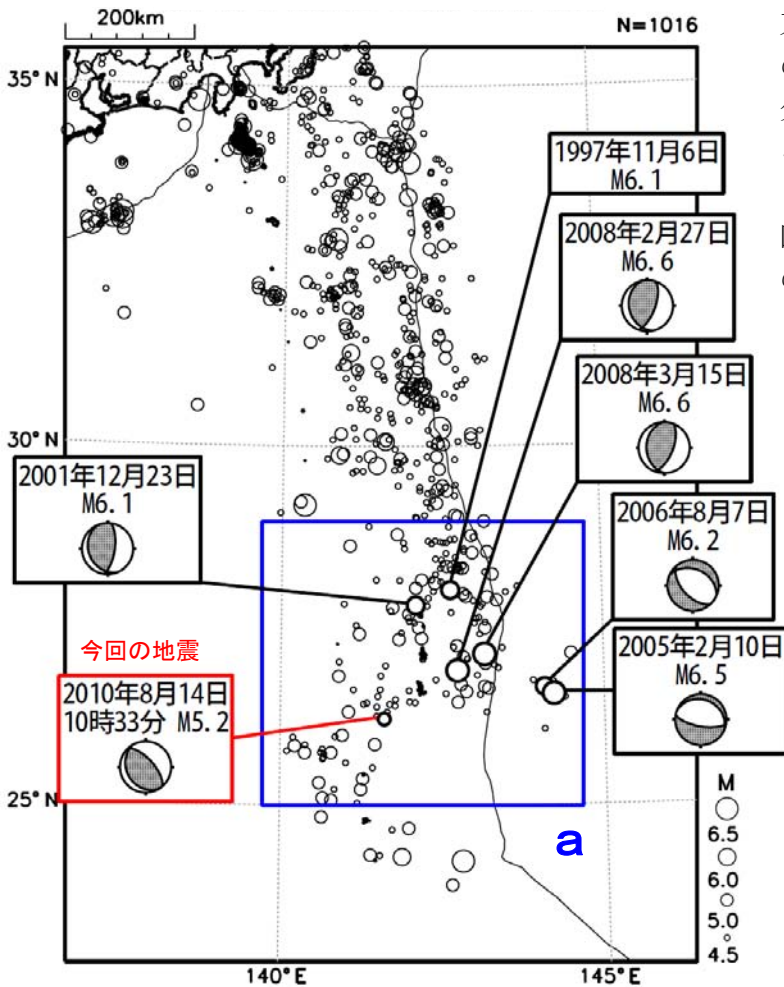 200km
N=1016
35°N
30°N
25°N
140°E
145°E
1997年11月6日
M6.1
2008年2月27日
M6.6
2008年3月15日
M6.6
2001年12月23日
M6.1
2006年8月7日
M6.2
2005年2月10日
M6.5
今回の地震
2010年8月14日
10時33分 M5.2
a
M
6.5
6.0
5.0
4.5